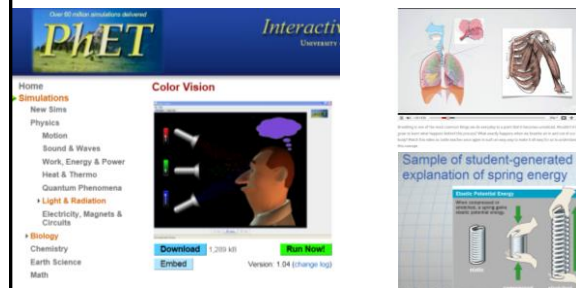 Over 60 million simulations delivered
PhET
Interactiv
University
Home
Simulations
New Sims
Physics
Motion
Sound & Waves
Work, Energy & Power
Heat & Thermo
Quantum Phenomena
Light & Radiation
Electricity, Magnets &
Circuits
Biology
Chemistry
Earth Science
Math
Color Vision
Download 1,289 kB Run Now!
Embed Version: 1.04 (change log)
Sample of student-generated
explanation of spring energy
Elastic Potential Energy